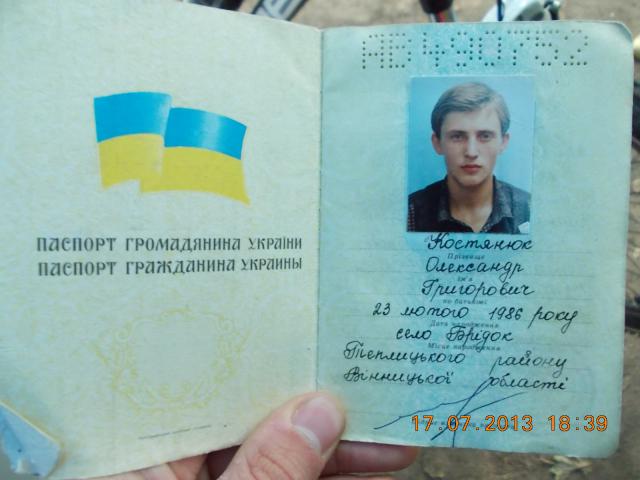 ПАСПОРТ ГРОМАДЯНИНА УКРАЇНИ
ПАСПОРТ ГРАЖДАНИНА УКРАИНЫ
АВ490752
Костянюк
Прізвище
Олександр
Ім'я
Григорович
по батькові
23 лютого 1986 року
Дата народження
село Брідок
Місце народження
Теплицького району
Вінницької області
17.07.2013 18:39